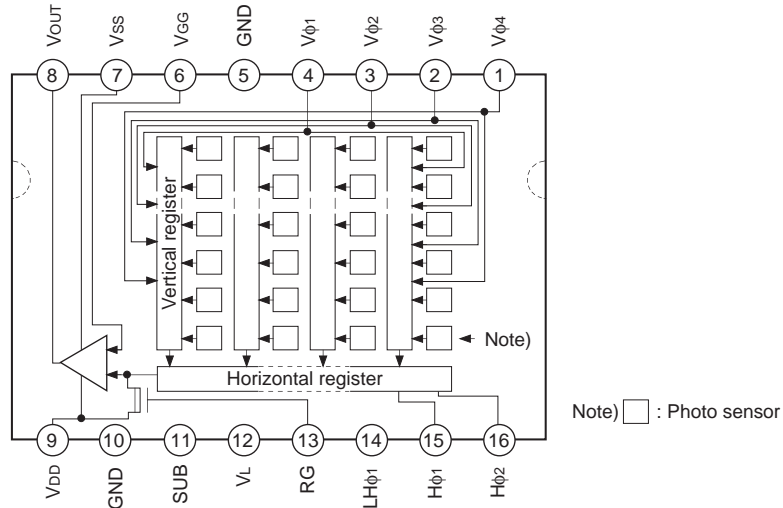 VOUT
VSS
VGG
GND
Vϕ1
Vϕ2
Vϕ3
Vϕ4
8
7
6
5
4
3
2
1
Vertical register
Note)
Horizontal register
Note) : Photo sensor
9
10
11
12
13
14
15
16
VDD
GND
SUB
VL
RG
LHϕ1
Hϕ1
Hϕ2